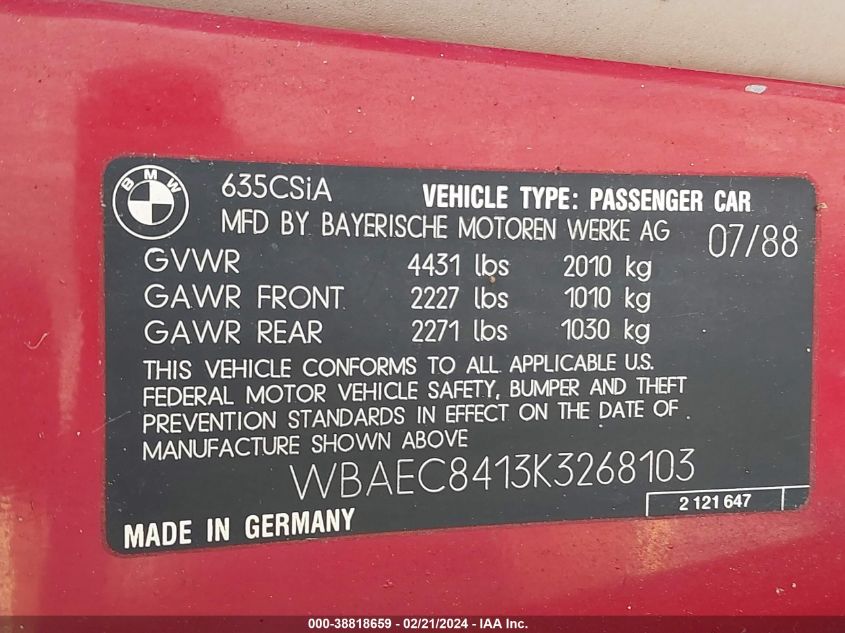 BMW
635CSiA VEHICLE TYPE: PASSENGER CAR
MFD BY BAYERISCHE MOTOREN WERKE AG 07/88
GVWR 4431 lbs 2010 kg
GAWR FRONT 2227 lbs 1010 kg
GAWR REAR 2271 lbs 1030 kg
THIS VEHICLE CONFORMS TO ALL APPLICABLE U.S.
FEDERAL MOTOR VEHICLE SAFETY, BUMPER AND THEFT
PREVENTION STANDARDS IN EFFECT ON THE DATE OF
MANUFACTURE SHOWN ABOVE
WBAEC8413K3268103
2 121 647
MADE IN GERMANY
000-38818659 - 02/21/2024 - IAA Inc.